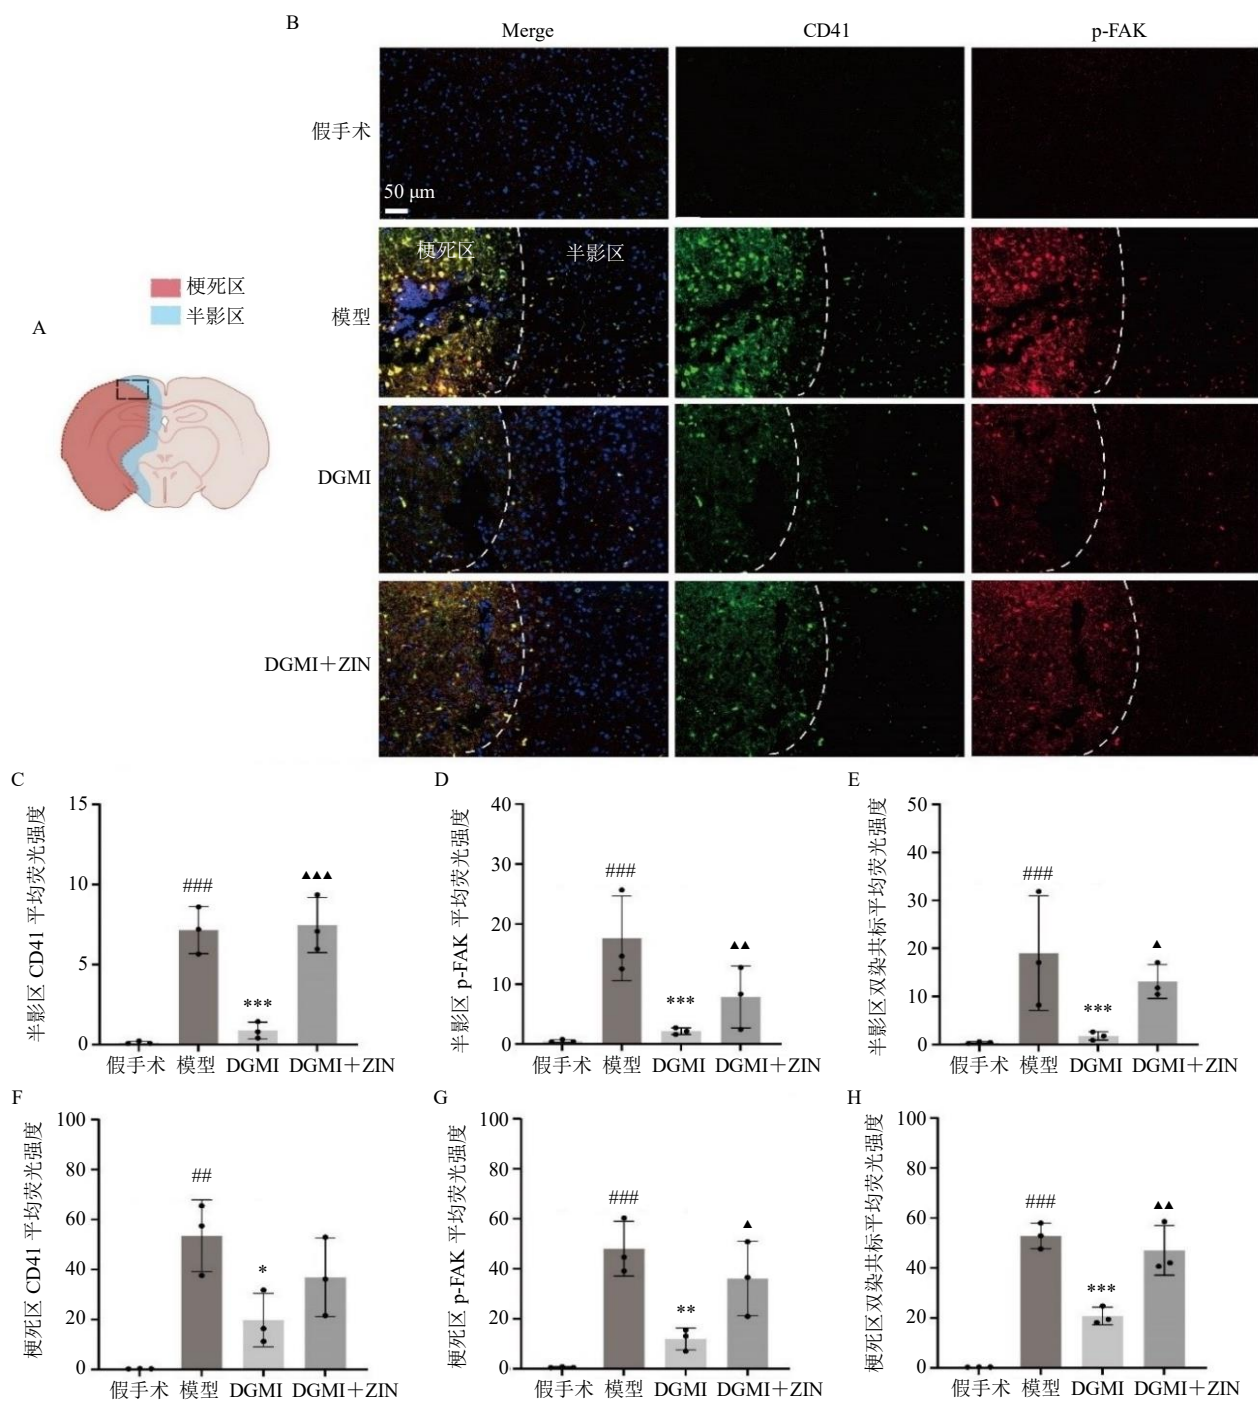 B
Merge
CD41
p-FAK
假手术
50 μm
梗死区
半影区
模型
梗死区
半影区
A
DGMI
DGMI+ZIN
C
半影区 CD41 平均荧光强度
15
10
5
0
###
***
▲▲▲
假手术 模型 DGMI DGMI+ZIN
D
半影区 p-FAK 平均荧光强度
40
30
20
10
0
###
***
▲▲
假手术 模型 DGMI DGMI+ZIN
E
半影区双染共标平均荧光强度
50
40
30
20
10
0
###
***
▲
假手术 模型 DGMI DGMI+ZIN
F
梗死区 CD41 平均荧光强度
100
80
60
40
20
0
##
*
假手术 模型 DGMI DGMI+ZIN
G
梗死区 p-FAK 平均荧光强度
100
80
60
40
20
0
###
**
▲
假手术 模型 DGMI DGMI+ZIN
H
梗死区双染共标平均荧光强度
100
80
60
40
20
0
###
***
▲▲
假手术 模型 DGMI DGMI+ZIN